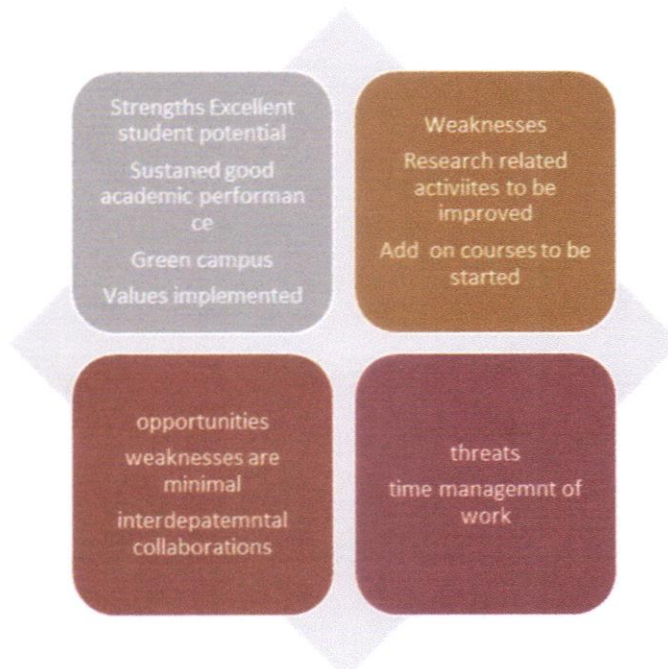 Strengths Excellent
student potential
Sustaned good
academic performan
ce
Green campus
Values implemented
Weaknesses
Research related
activiites to be
improved
Add on courses to be
started
opportunities
weaknesses are
minimal
interdepatemntal
collaborations
threats
time managemnt of
work